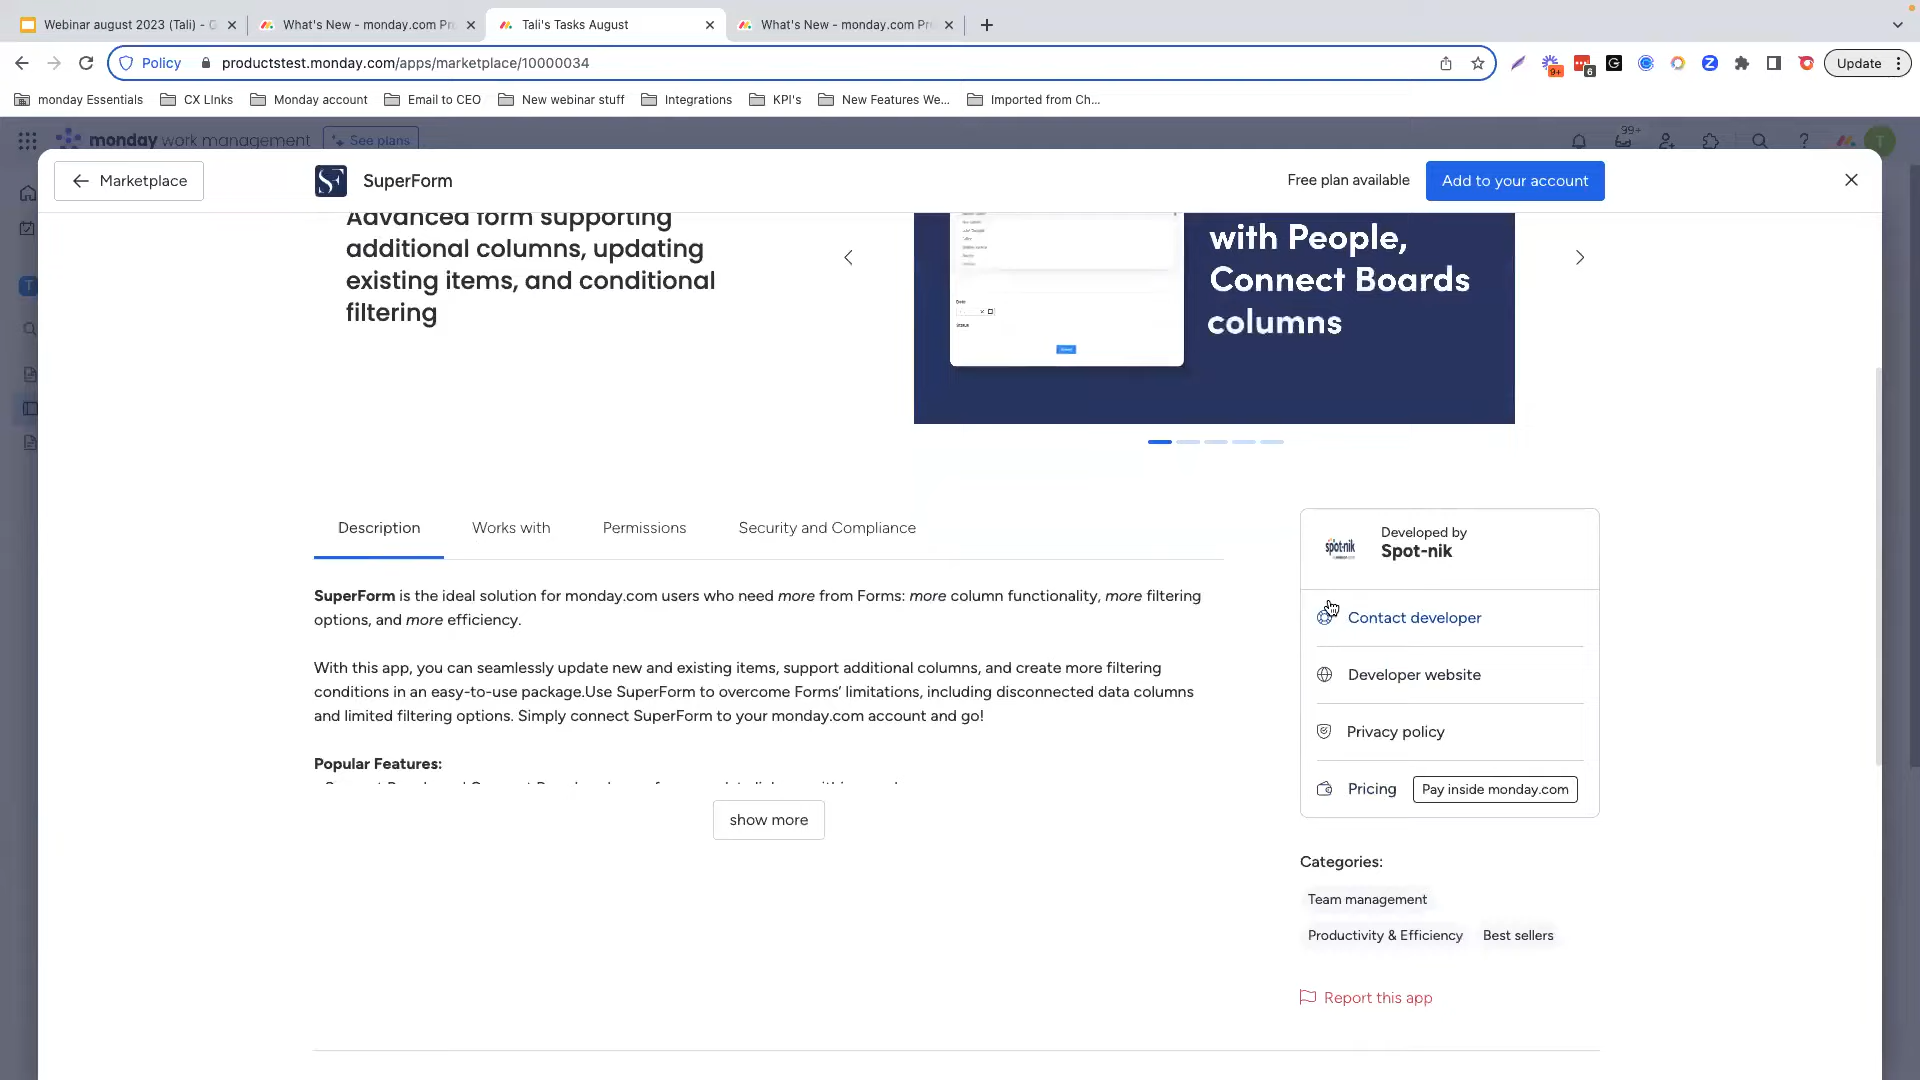 Webinar august 2023 (Tali) - G
What's New - monday.com Pr
Tali's Tasks August
What's New - monday.com Pr
Policy
productstest.monday.com/apps/marketplace/10000034
9+
6
Update
monday Essentials
CX LInks
Monday account
Email to CEO
New webinar stuff
Integrations
KPI's
New Features We...
Imported from Ch...
monday work management
See plans
99+
T
Marketplace
SF
SuperForm
Free plan available
Add to your account
T
Advanced form supporting
additional columns, updating
existing items, and conditional
filtering
with People,
Connect Boards
columns
Date
Status
Description
Works with
Permissions
Security and Compliance
SuperForm is the ideal solution for monday.com users who need more from Forms: more column functionality, more filtering
options, and more efficiency.
With this app, you can seamlessly update new and existing items, support additional columns, and create more filtering
conditions in an easy-to-use package.Use SuperForm to overcome Forms' limitations, including disconnected data columns
and limited filtering options. Simply connect SuperForm to your monday.com account and go!
Popular Features:
show more
spot-nik
Developed by
Spot-nik
Contact developer
Developer website
Privacy policy
Pricing
Pay inside monday.com
Categories:
Team management
Productivity & Efficiency
Best sellers
Report this app